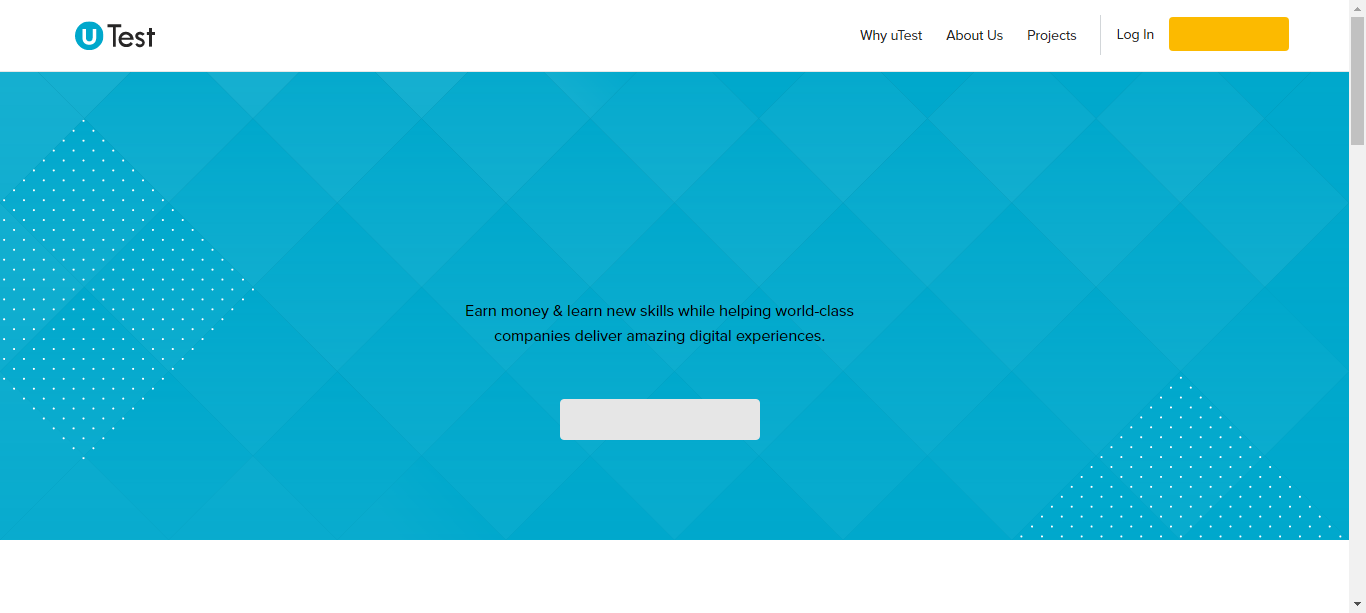 uTest
Why uTest
About Us
Projects
Log In
Earn money & learn new skills while helping world-class
companies deliver amazing digital experiences.